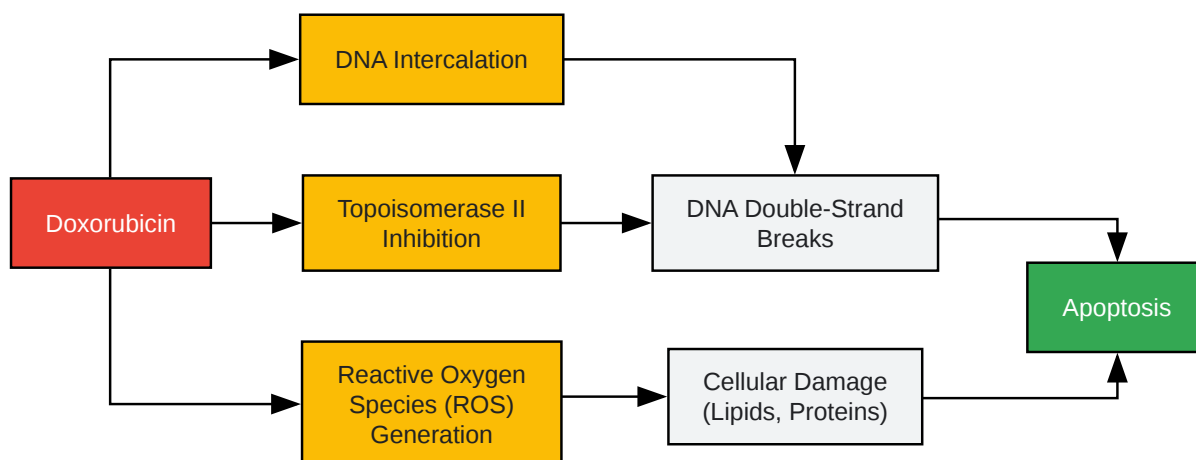 DNA Intercalation
Doxorubicin
Topoisomerase II
Inhibition
DNA Double-Strand
Breaks
Apoptosis
Reactive Oxygen
Species (ROS)
Generation
Cellular Damage
(Lipids, Proteins)